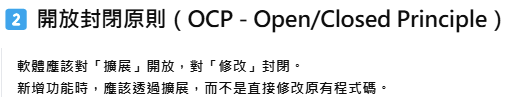 2 開放封閉原則（OCP - Open/Closed Principle）
軟體應該對「擴展」開放，對「修改」封閉。
新增功能時，應該透過擴展，而不是直接修改原有程式碼。